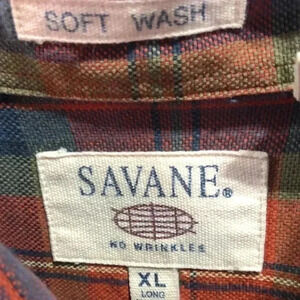 SOFT WASH
SAVANE®
NO WRINKLES
XL
LONG